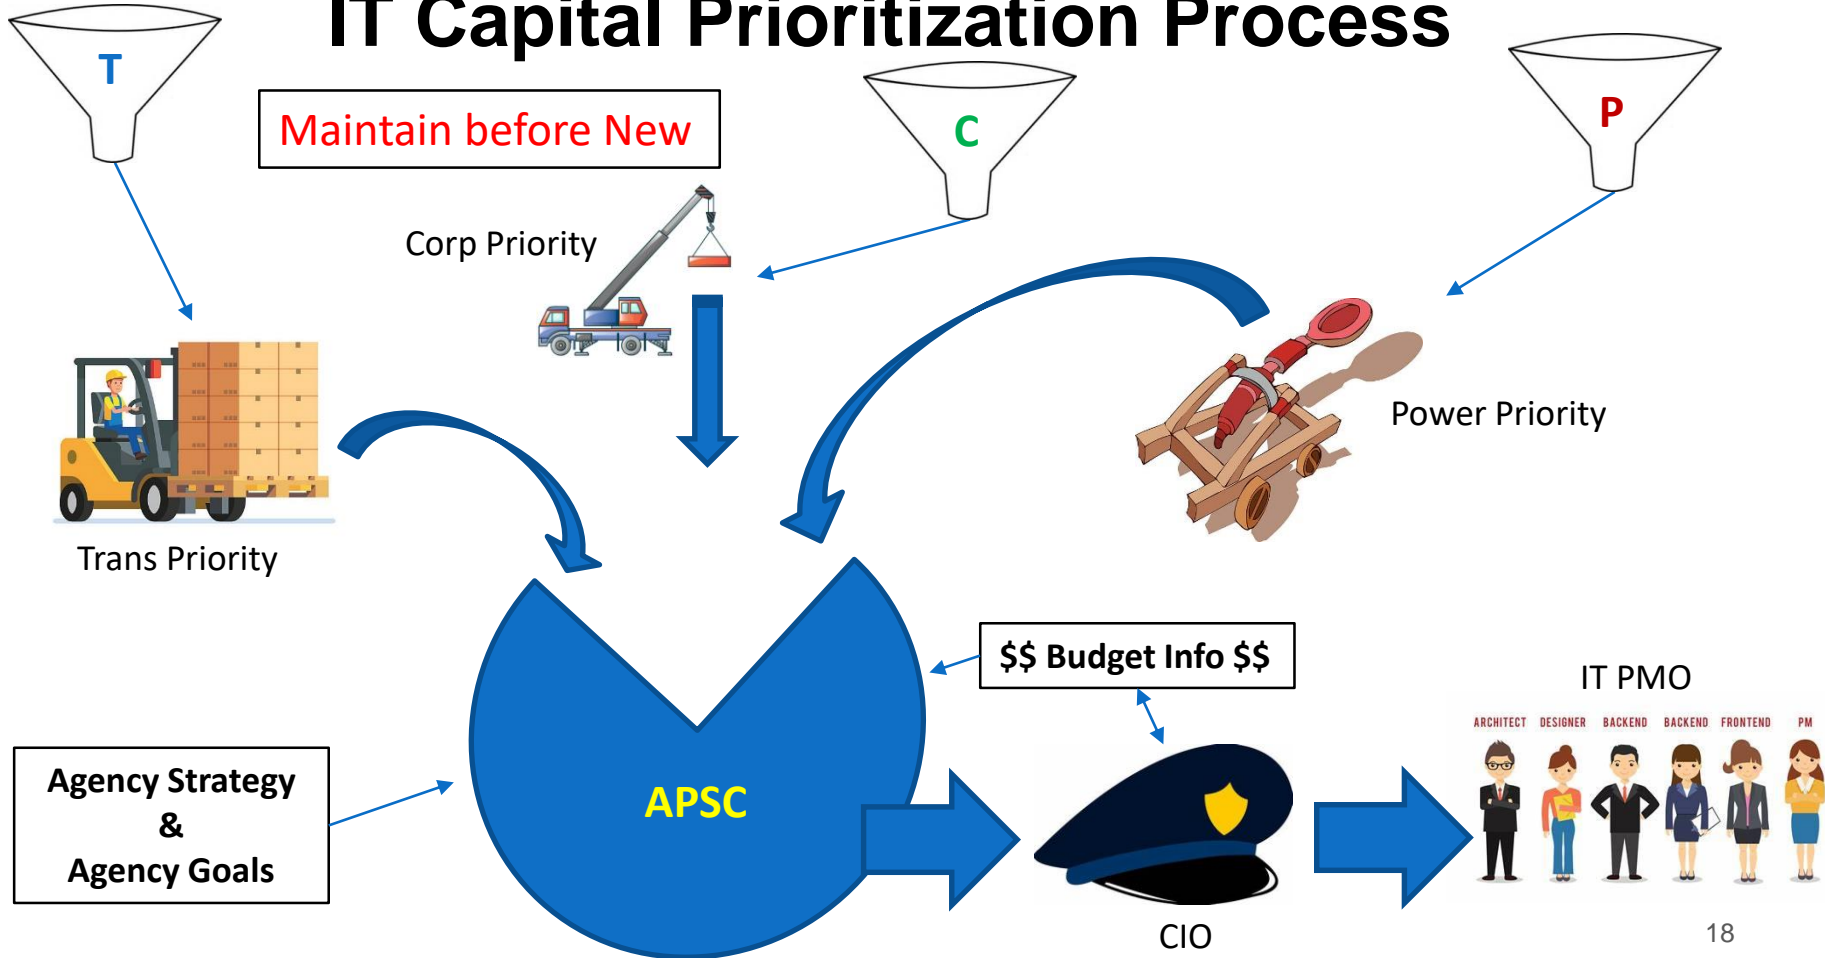 IT Capital Prioritization Process
T
Maintain before New
C
P
Corp Priority
Power Priority
Trans Priority
$$ Budget Info $$
IT PMO
ARCHITECT DESIGNER BACKEND BACKEND FRONTEND PM
Agency Strategy
&
Agency Goals
APSC
CIO
18